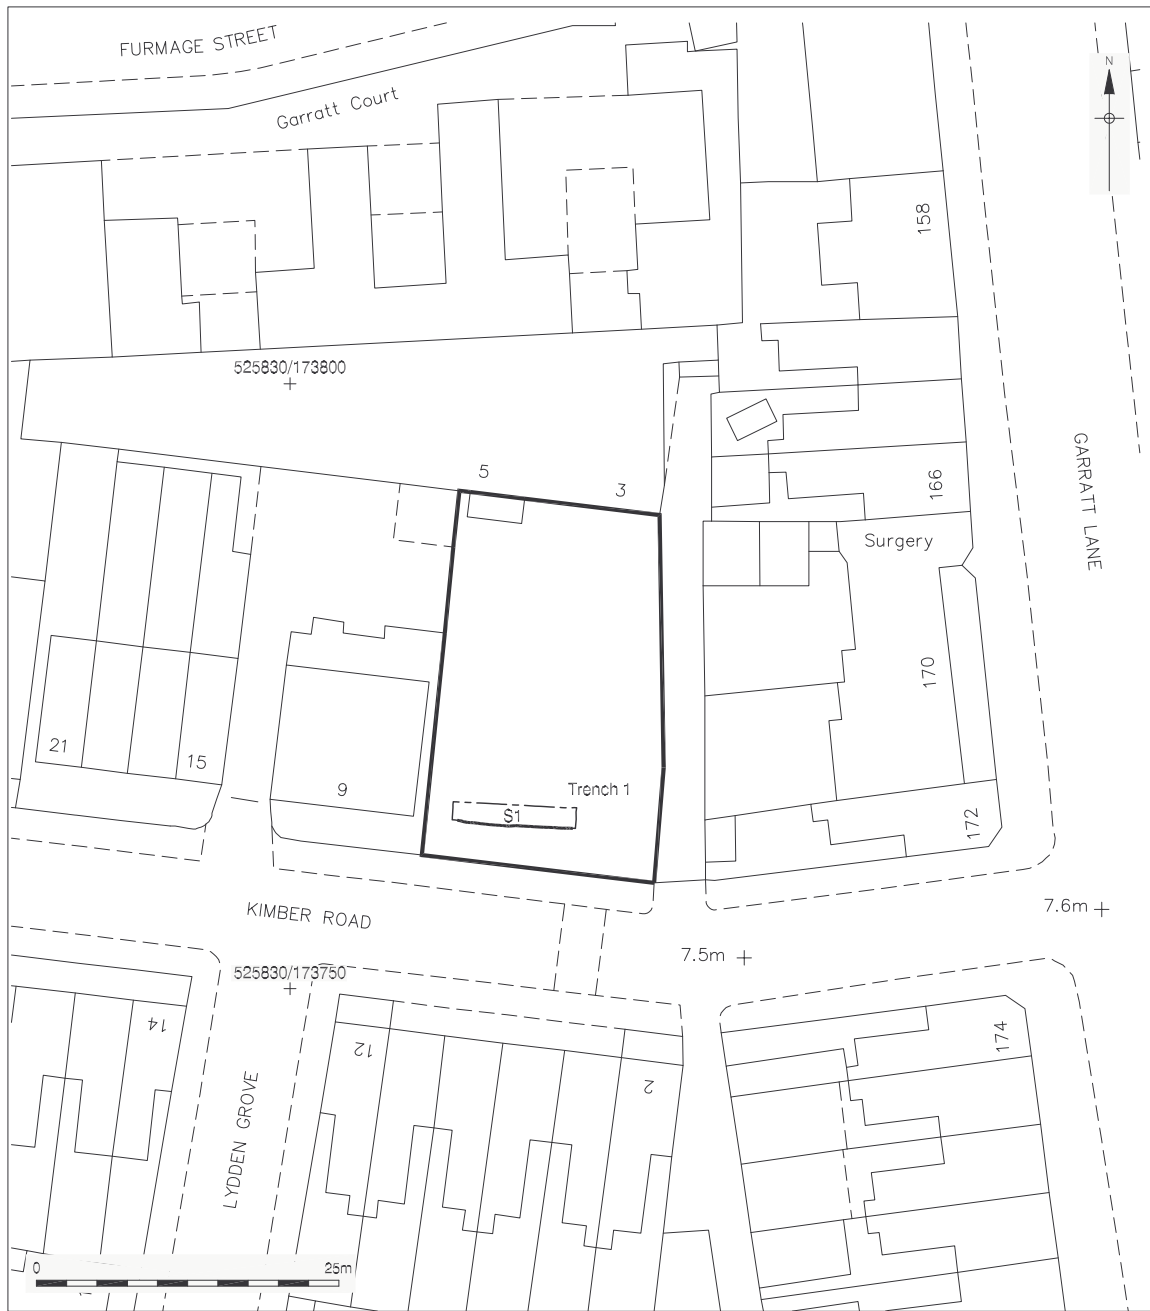 FURMAGE STREET
N
Garratt Court
158
525830/173800
GARRATT LANE
5
3
166
Surgery
170
21
15
9
Trench 1
S1
172
KIMBER ROAD
7.6m
7.5m
525830/173750
14
12
2
174
LYDDEN GROVE
0
25m